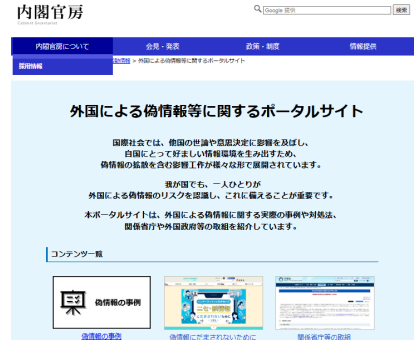 内閣官房
Cabinet Secretariat
Google 提供
検索
内閣官房について
会見・発表
政策・制度
情報提供
採用情報
> 外国による偽情報等に関するポータルサイト
外国による偽情報等に関するポータルサイト
国際社会では、他国の世論や意思決定に影響を及ぼし、
自国にとって好ましい情報環境を生み出すため、
偽情報の拡散を含む影響工作が様々な形で展開されています。
我が国でも、一人ひとりが
外国による偽情報のリスクを認識し、これに備えることが重要です。
本ポータルサイトは、外国による偽情報に関する実際の事例や対処法、
関係省庁や外国政府等の取組を紹介しています。
コンテンツ一覧
偽情報の事例
ニセ・誤情報
偽情報の事例
偽情報にだまされないために
関係省庁等の取組